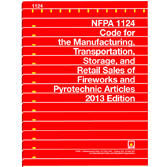 1124
NFPA 1124
Code for
the Manufacturing,
Transportation,
Storage, and
Retail Sales of
Fireworks and
Pyrotechnic Articles
2013 Edition